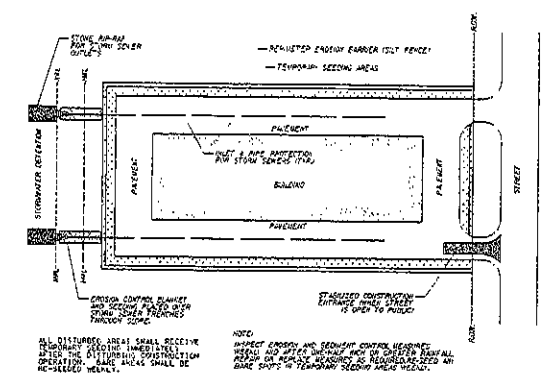 STONE RIP-RAP
FOR STORM SEWER
OUTLETS
REQUISTED EROSION BARRIER (SILT FENCE)
TEMPORARY SEEDING AREAS
R.O.W.
HWL
NWL
STORMWATER DETENTION
PAVEMENT
PAVEMENT
INLET & PIPE PROTECTION
FOR STORM SEWERS (TYP.)
BUILDING
PAVEMENT
STREET
PAVEMENT
HWL
NWL
R.O.W.
EROSION CONTROL BLANKET
AND SEEDING PLACED OVER
STORM SEWER TRENCHES
THROUGH SLOPE.
STABILIZED CONSTRUCTION
ENTRANCE WHEN STREET
IS OPEN TO PUBLIC
ALL DISTURBED AREAS SHALL RECEIVE
TEMPORARY SEEDING IMMEDIATELY
AFTER THE DISTURBING CONSTRUCTION
OPERATION. BARE AREAS SHALL BE
RE-SEEDED WEEKLY.
NOTE:
INSPECT EROSION AND SEDIMENT CONTROL MEASURES
WEEKLY AND AFTER ONE-HALF INCH OR GREATER RAINFALL
REPAIR OR REPLACE MEASURES AS REQUIRED. RE-SEED ANY
BARE SPOTS IN TEMPORARY SEEDING AREAS WEEKLY.